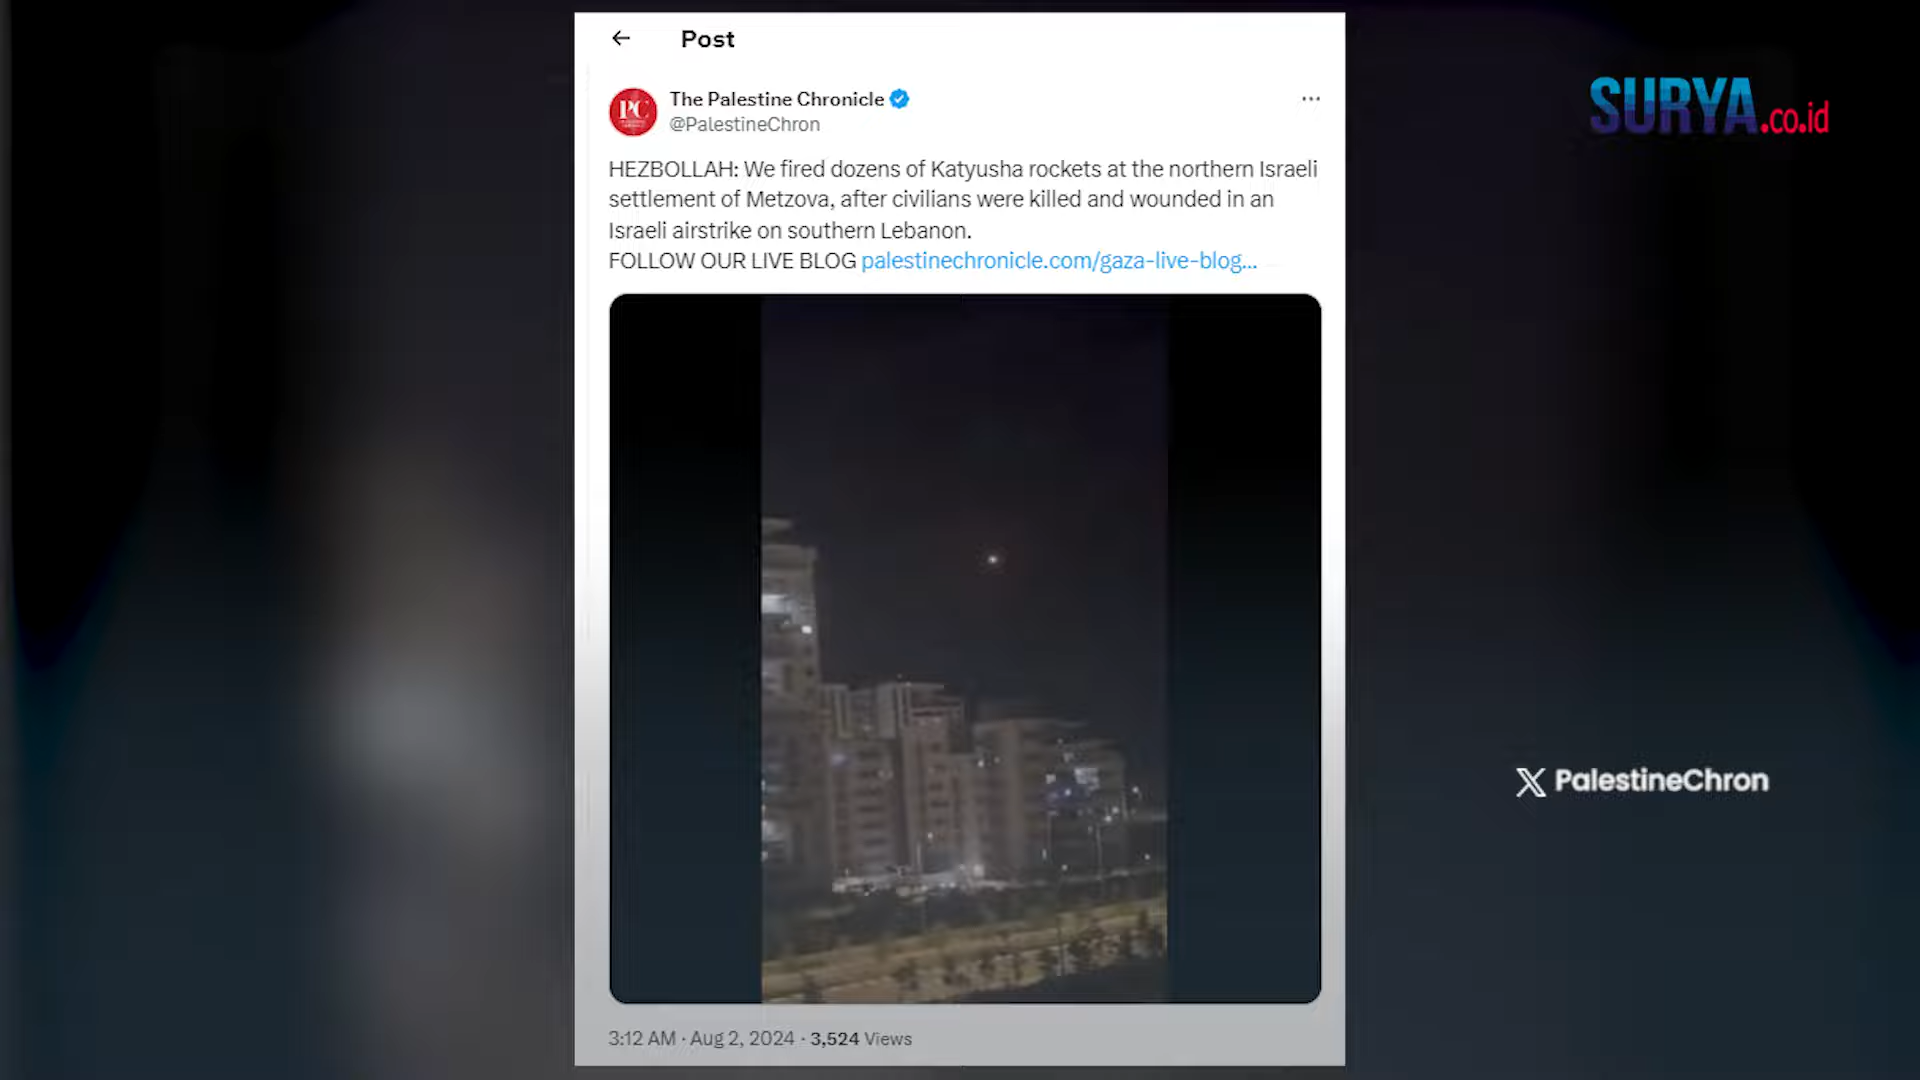 Post
SURYA.co.id
The Palestine Chronicle
@PalestineChron
HEZBOLLAH: We fired dozens of Katyusha rockets at the northern Israeli
settlement of Metzova, after civilians were killed and wounded in an
Israeli airstrike on southern Lebanon.
FOLLOW OUR LIVE BLOG palestinechronicle.com/gaza-live-blog...
PC
X PalestineChron
3:12 AM · Aug 2, 2024 · 3,524 Views